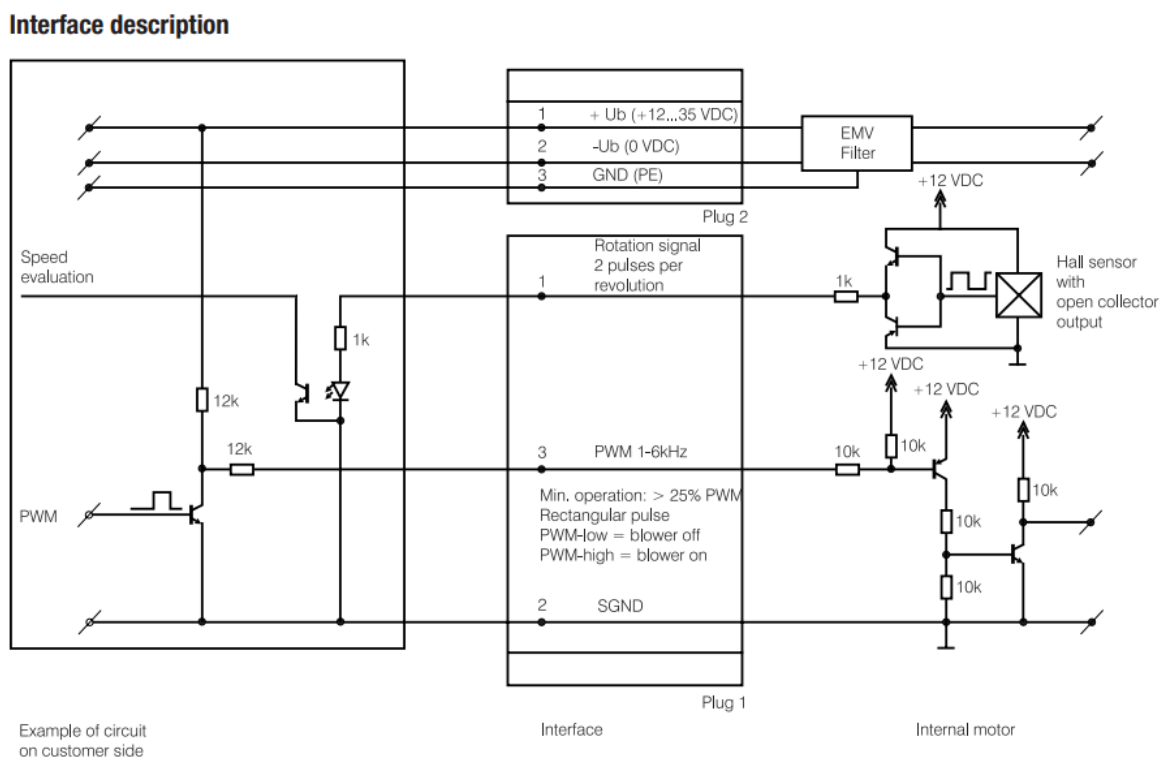 Interface description
1
+ Ub (+12...35 VDC)
2
-Ub (0 VDC)
3
GND (PE)
Plug 2
EMV
Filter
+12 VDC
Speed
evaluation
Rotation signal
2 pulses per
revolution
1
1k
Hall sensor
with
open collector
output
1k
12k
12k
3
PWM 1-6kHz
10k
+12 VDC
10k
+12 VDC
+12 VDC
10k
10k
10k
PWM
Min. operation: > 25% PWM
Rectangular pulse
PWM-low = blower off
PWM-high = blower on
2
SGND
Plug 1
Example of circuit
on customer side
Interface
Internal motor